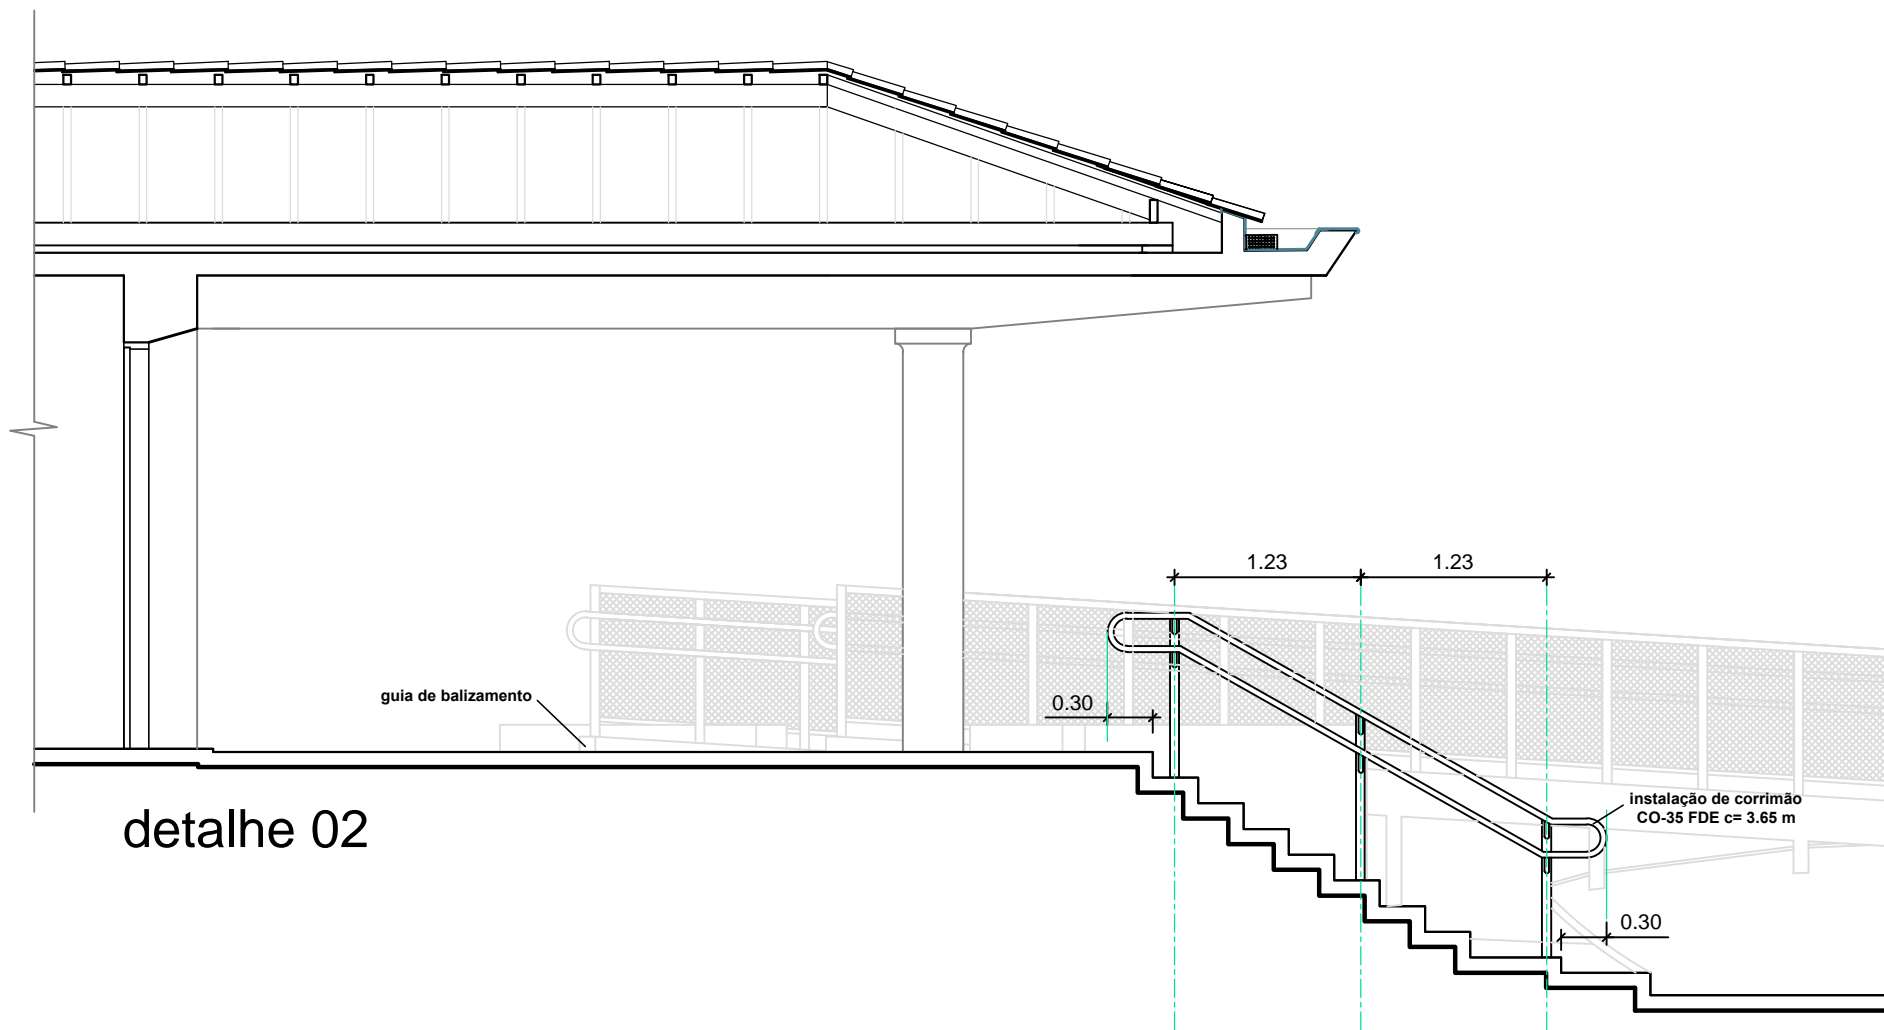 1.23
1.23
guia de balizamento
0.30
instalação de corrimão
CO-35 FDE c= 3.65 m
detalhe 02
0.30